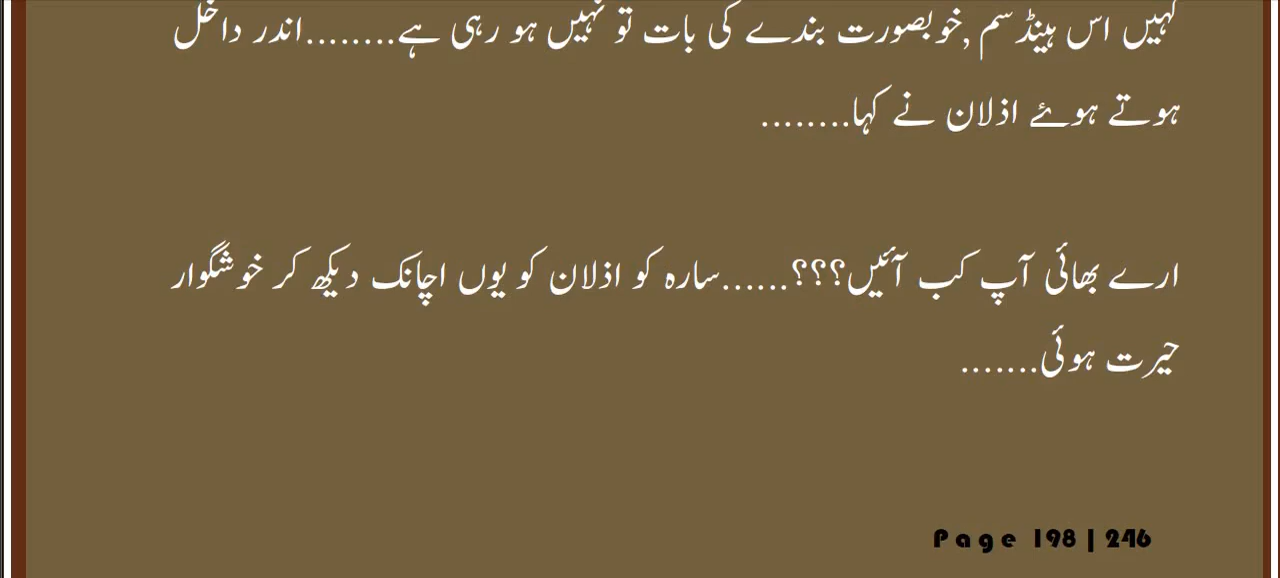 کہیں اس ہینڈسم ,خوبصورت بندے کی بات تو نہیں ہو رہی ہے........اندر داخل
ہوتے ہوئے اذلان نے کہا........
ارے بھائی آپ کب آئیں؟؟؟......سارہ کو اذلان کو یوں اچانک دیکھ کر خوشگوار
حیرت ہوئی.......
Page 198 | 246